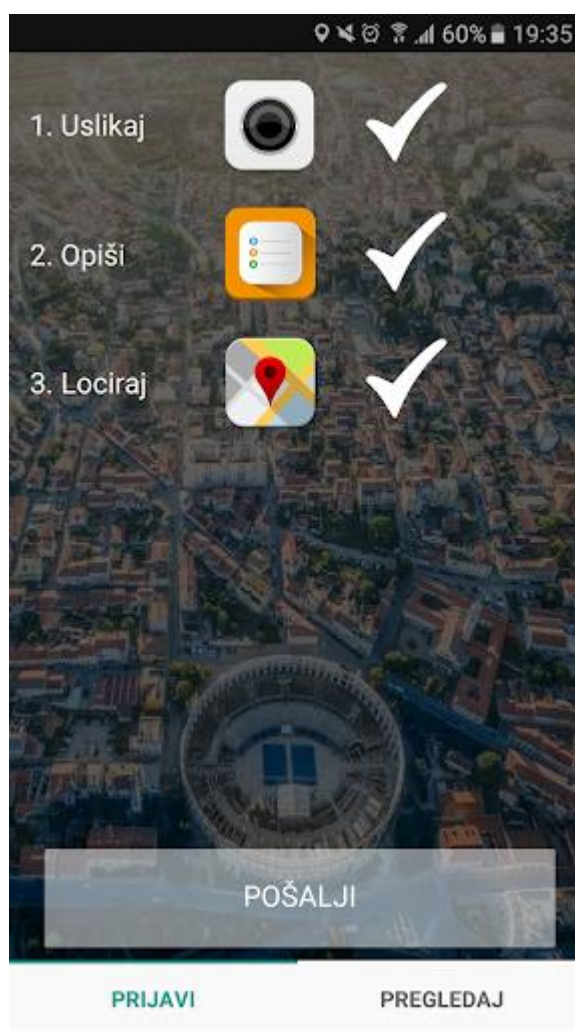 60% 19:35
1. Uslikaj
2. Opiši
3. Lociraj
POŠALJI
PRIJAVI PREGLEDAJ